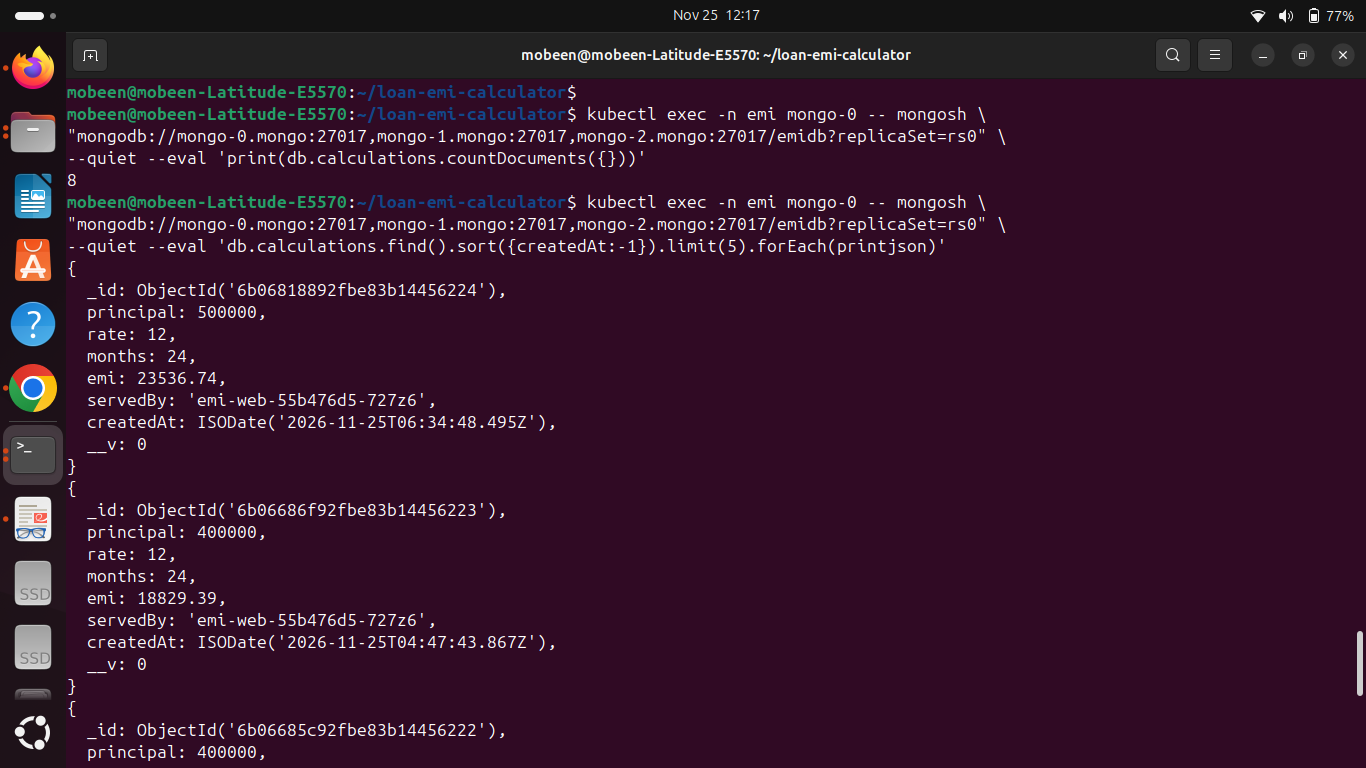 Nov 25 12:17
77%
mobeen@mobeen-Latitude-E5570: ~/loan-emi-calculator
mobeen@mobeen-Latitude-E5570:~/loan-emi-calculator$
mobeen@mobeen-Latitude-E5570:~/loan-emi-calculator$ kubectl exec -n emi mongo-0 -- mongosh \
"mongodb://mongo-0.mongo:27017,mongo-1.mongo:27017,mongo-2.mongo:27017/emidb?replicaSet=rs0" \
--quiet --eval 'print(db.calculations.countDocuments({}))'
8
mobeen@mobeen-Latitude-E5570:~/loan-emi-calculator$ kubectl exec -n emi mongo-0 -- mongosh \
"mongodb://mongo-0.mongo:27017,mongo-1.mongo:27017,mongo-2.mongo:27017/emidb?replicaSet=rs0" \
--quiet --eval 'db.calculations.find().sort({createdAt:-1}).limit(5).forEach(printjson)'
{
  _id: ObjectId('6b06818892fbe83b14456224'),
  principal: 500000,
  rate: 12,
  months: 24,
  emi: 23536.74,
  servedBy: 'emi-web-55b476d5-727z6',
  createdAt: ISODate('2026-11-25T06:34:48.495Z'),
  __v: 0
}
{
  _id: ObjectId('6b06686f92fbe83b14456223'),
  principal: 400000,
  rate: 12,
  months: 24,
  emi: 18829.39,
  servedBy: 'emi-web-55b476d5-727z6',
  createdAt: ISODate('2026-11-25T04:47:43.867Z'),
  __v: 0
}
{
  _id: ObjectId('6b06685c92fbe83b14456222'),
  principal: 400000,
SSD
SSD